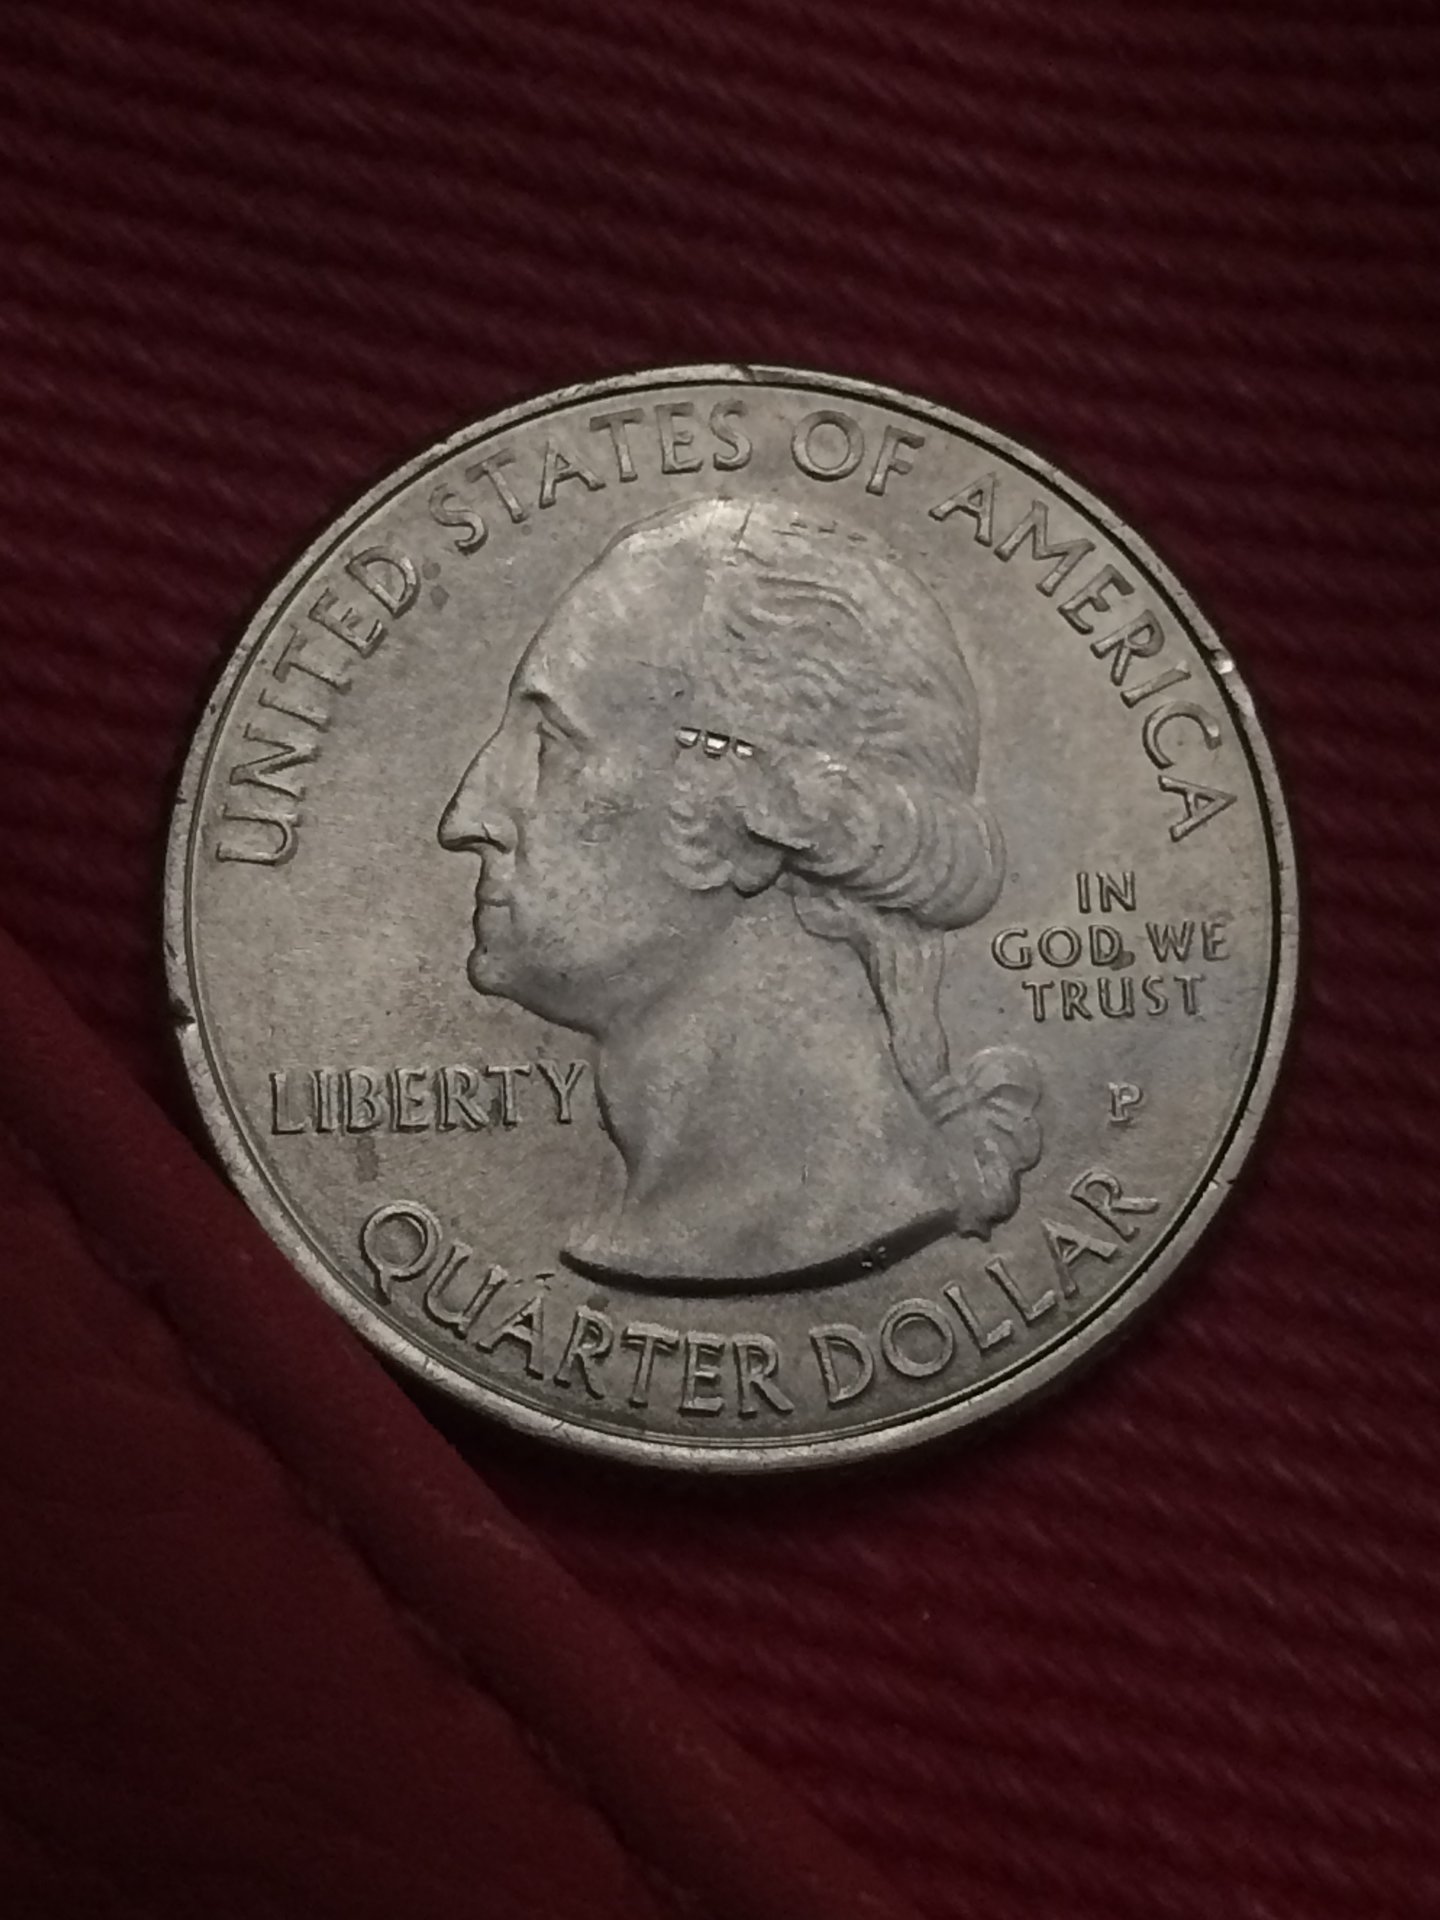 UNITED STATES OF AMERICA
IN
GOD WE
TRUST
LIBERTY
P
QUARTER DOLLAR